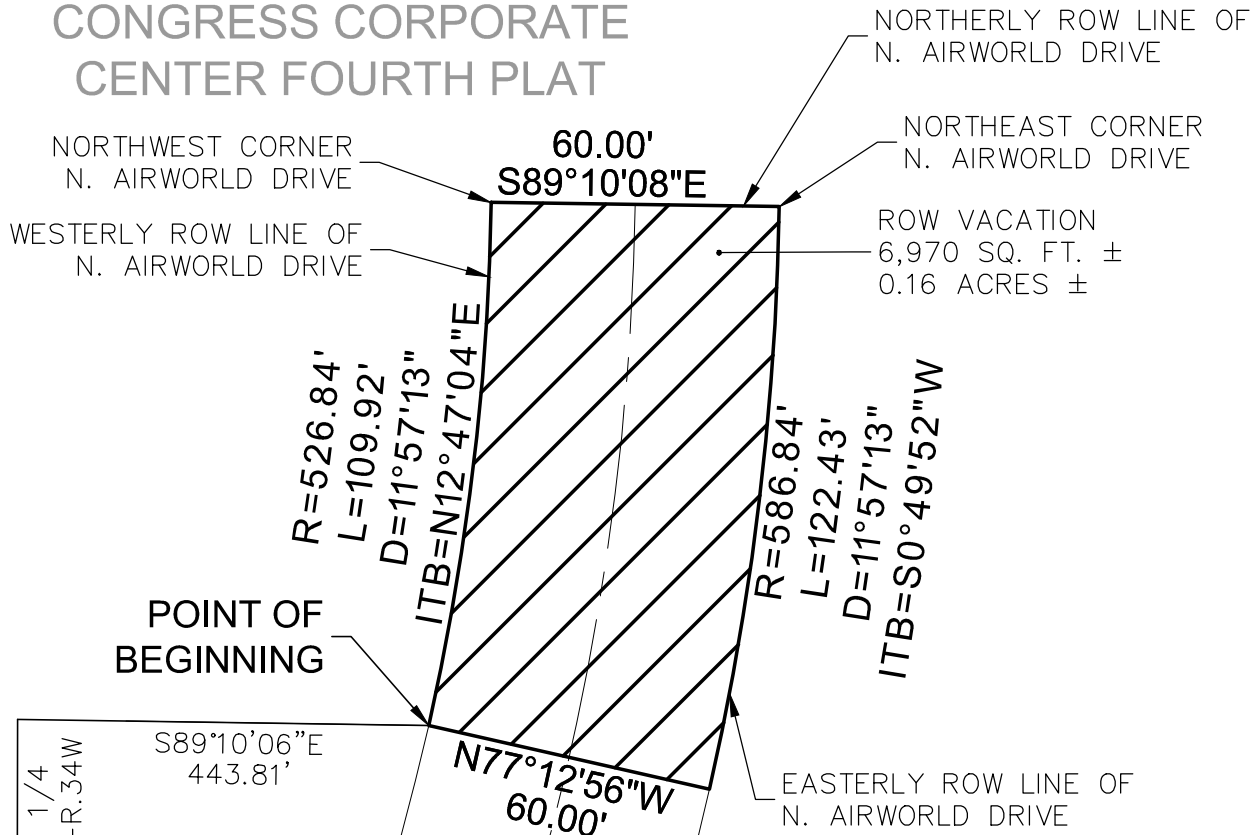 CONGRESS CORPORATE
CENTER FOURTH PLAT
NORTHERLY ROW LINE OF
N. AIRWORLD DRIVE
NORTHWEST CORNER
N. AIRWORLD DRIVE
60.00'
S89°10'08"E
NORTHEAST CORNER
N. AIRWORLD DRIVE
WESTERLY ROW LINE OF
N. AIRWORLD DRIVE
ROW VACATION
6,970 SQ. FT. ±
0.16 ACRES ±
R=526.84'
L=109.92'
D=11°57'13"
ITB=N12°47'04"E
R=586.84'
L=122.43'
D=11°57'13"
ITB=S0°49'52"W
POINT OF
BEGINNING
S89°10'06"E
443.81'
1/4
-R.34W
N77°12'56"W
60.00'
EASTERLY ROW LINE OF
N. AIRWORLD DRIVE